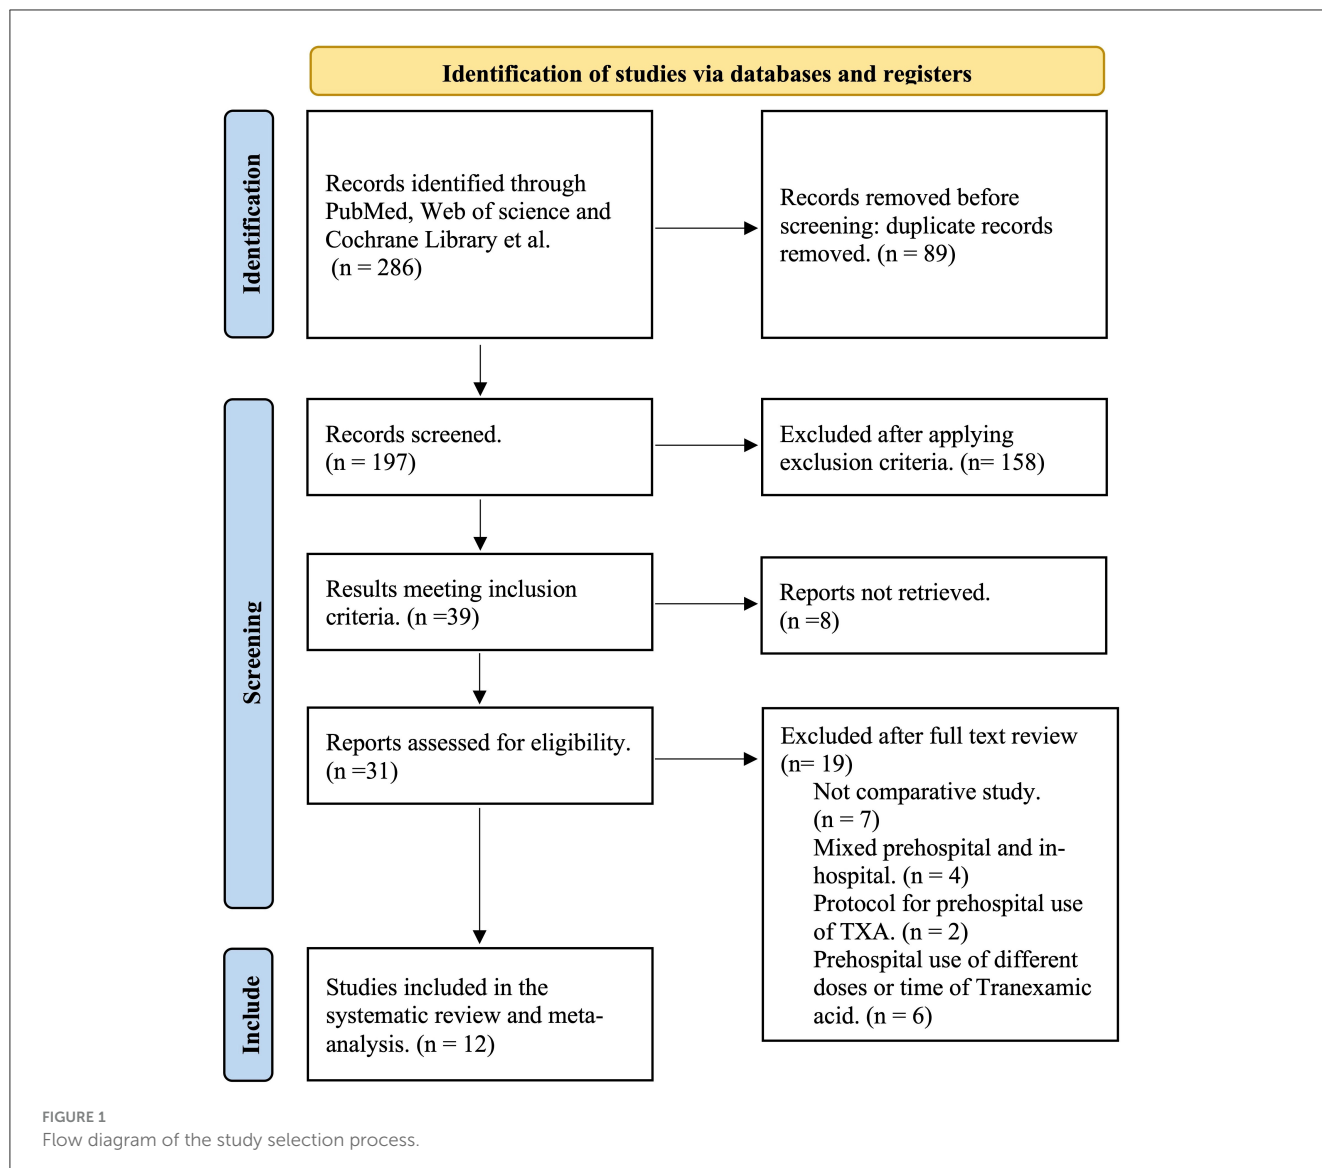 Identification of studies via databases and registers
Identification
Records identified through
PubMed, Web of science and
Cochrane Library et al.
(n = 286)
Records removed before
screening: duplicate records
removed. (n = 89)
Screening
Records screened.
(n = 197)
Excluded after applying
exclusion criteria. (n= 158)
Results meeting inclusion
criteria. (n =39)
Reports not retrieved.
(n =8)
Reports assessed for eligibility.
(n =31)
Excluded after full text review
(n= 19)
Not comparative study.
(n = 7)
Mixed prehospital and in-
hospital. (n = 4)
Protocol for prehospital use
of TXA. (n = 2)
Prehospital use of different
doses or time of Tranexamic
acid. (n = 6)
Include
Studies included in the
systematic review and meta-
analysis. (n = 12)
FIGURE 1
Flow diagram of the study selection process.